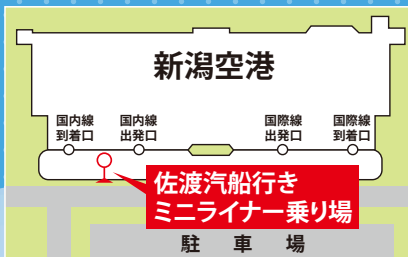 新潟空港
国内線
到着口
国内線
出発口
国際線
出発口
国際線
到着口
佐渡汽船行き
ミニライナー乗り場
駐車場